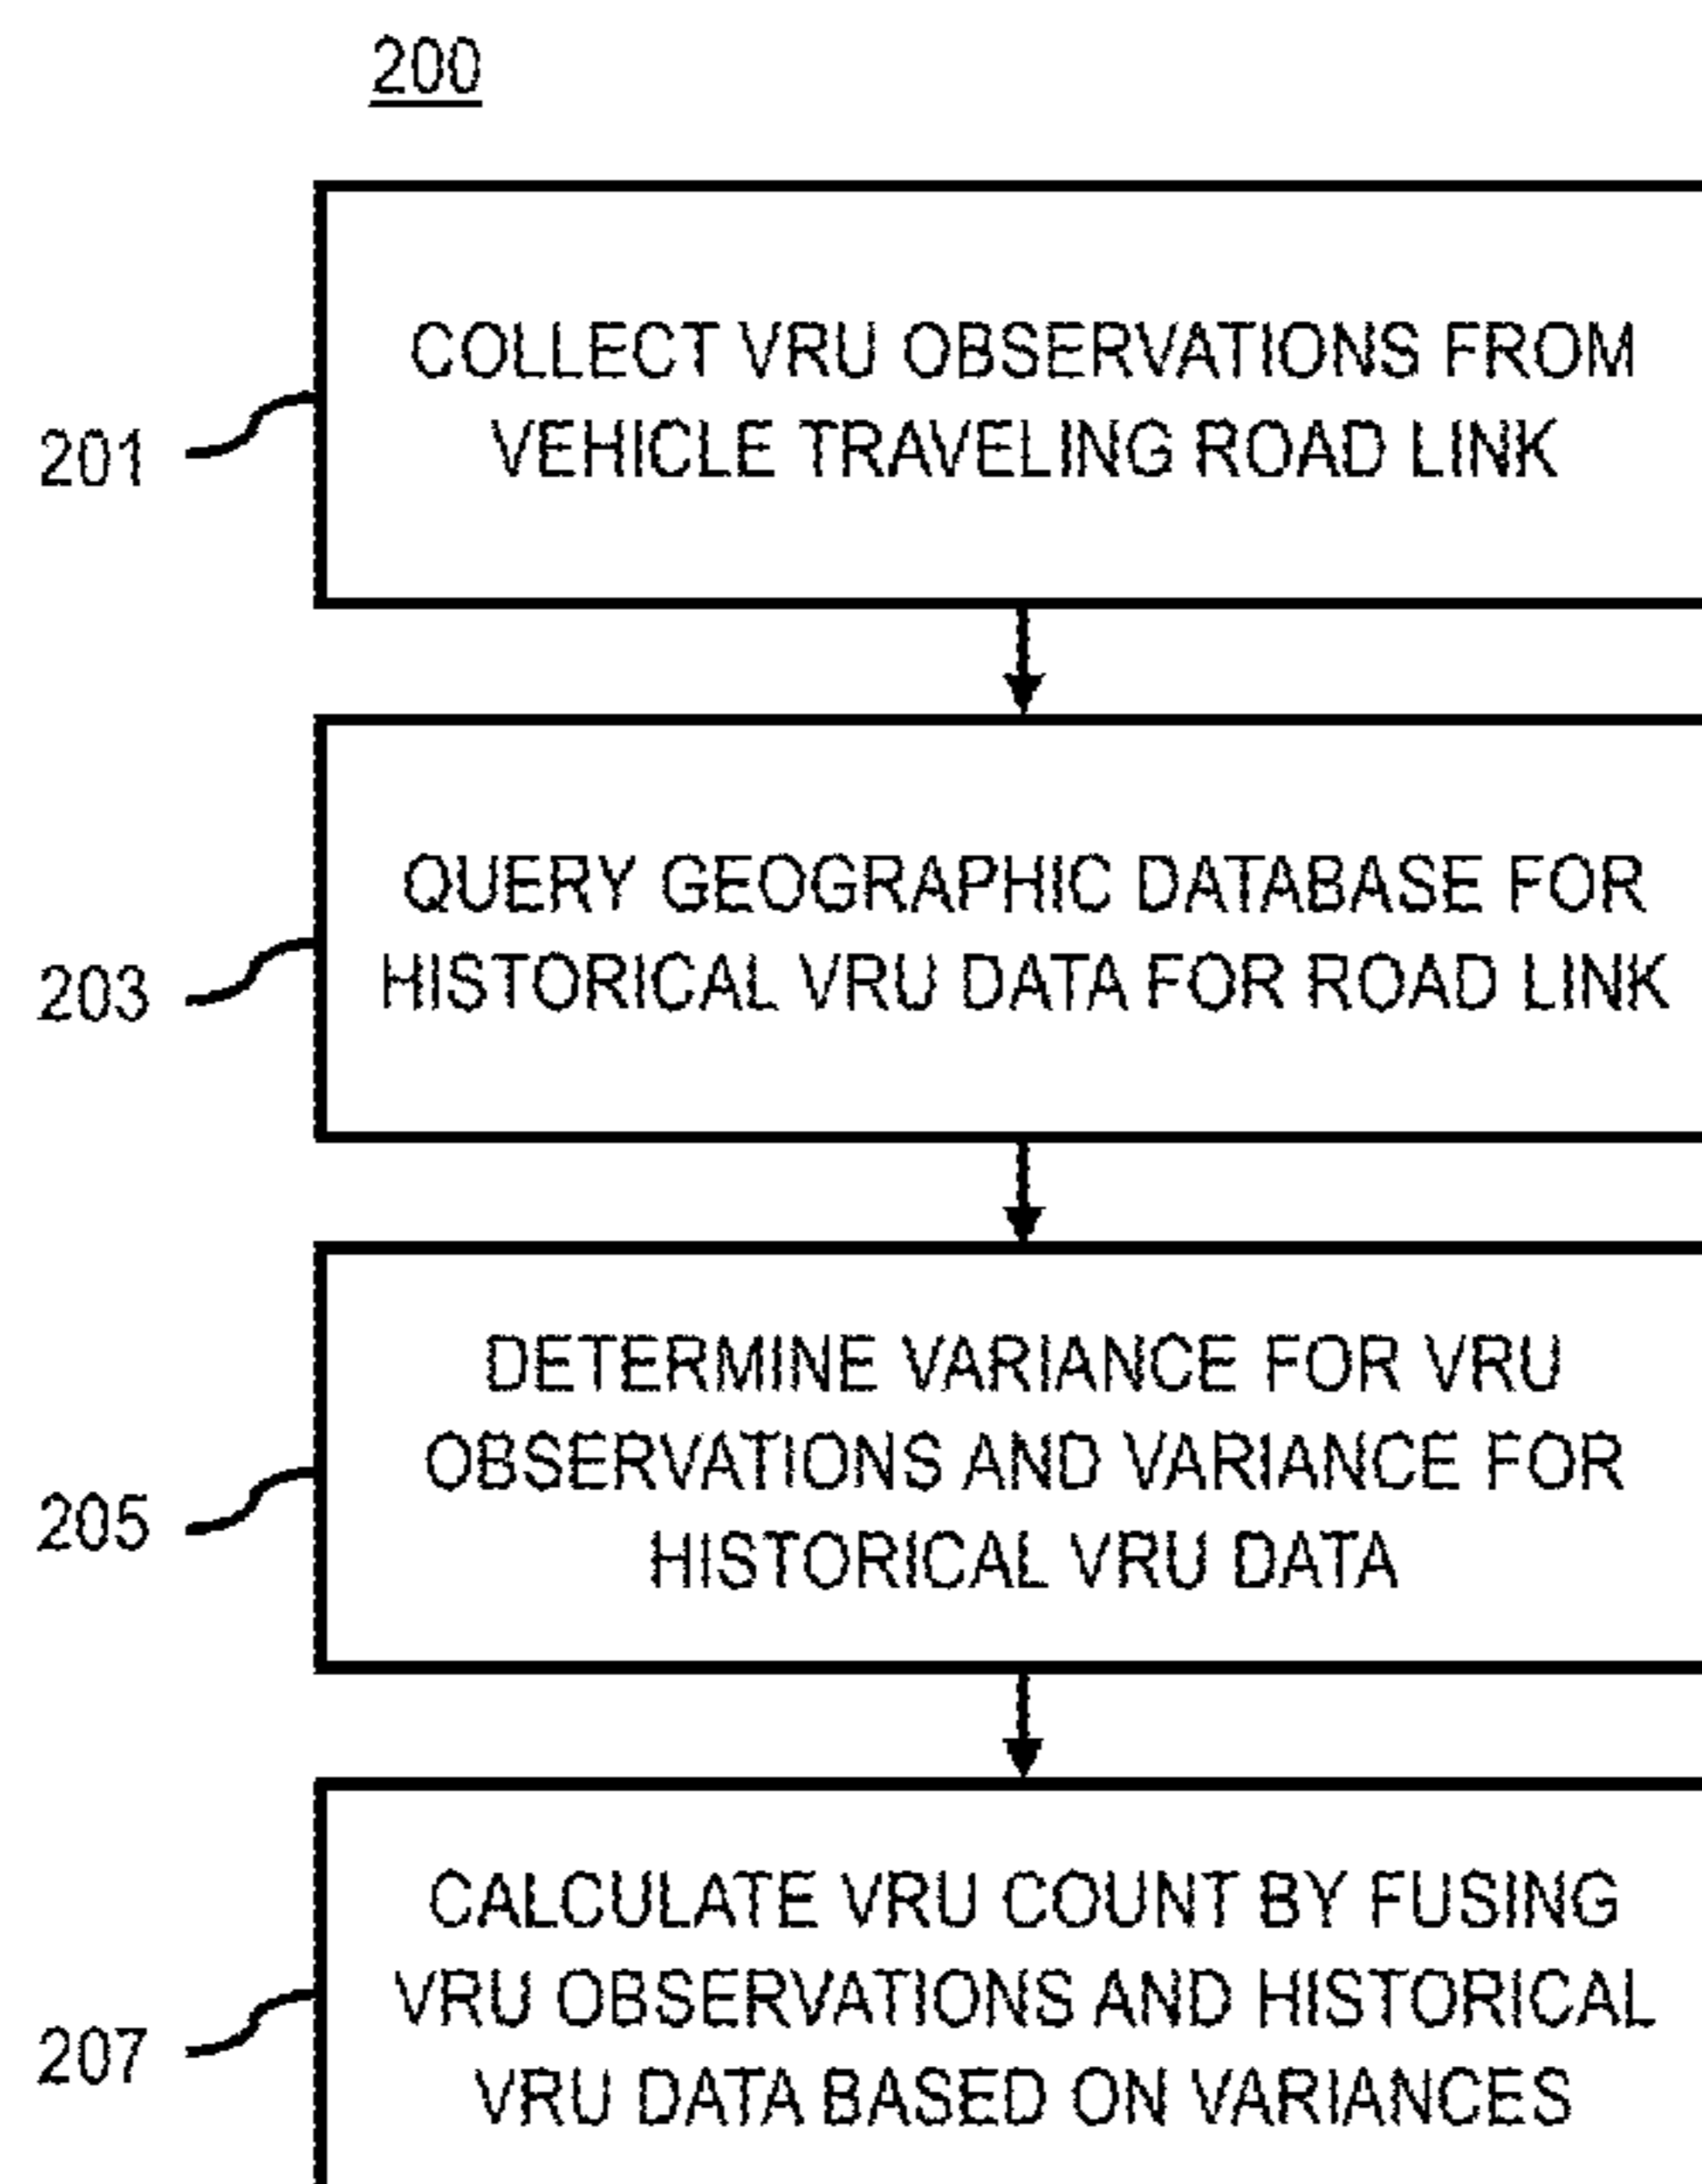 200
COLLECT VRU OBSERVATIONS FROM
VEHICLE TRAVELING ROAD LINK
201
QUERY GEOGRAPHIC DATABASE FOR
HISTORICAL VRU DATA FOR ROAD LINK
203
DETERMINE VARIANCE FOR VRU
OBSERVATIONS AND VARIANCE FOR
HISTORICAL VRU DATA
205
CALCULATE VRU COUNT BY FUSING
VRU OBSERVATIONS AND HISTORICAL
VRU DATA BASED ON VARIANCES
207